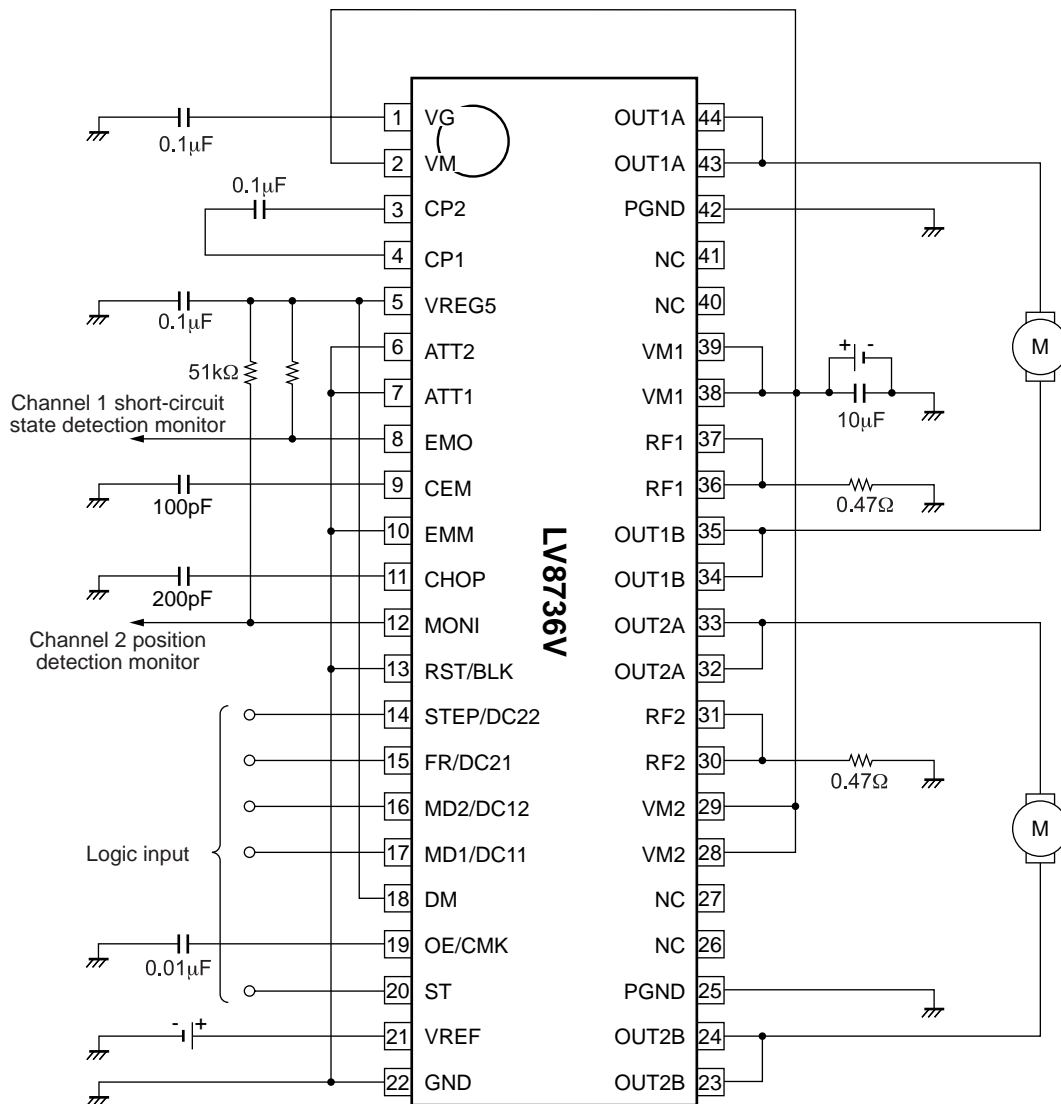 1 VG OUT1A 44
0.1µF
2 VM OUT1A 43
0.1µF
3 CP2 PGND 42
4 CP1 NC 41
5 VREG5 NC 40
0.1µF
6 ATT2 VM1 39
+ -
51kΩ
M
7 ATT1 VM1 38
10µF
Channel 1 short-circuit
state detection monitor
8 EMO RF1 37
9 CEM RF1 36
100pF
0.47Ω
10 EMM OUT1B 35
LV8736V
11 CHOP OUT1B 34
200pF
12 MONI OUT2A 33
Channel 2 position
detection monitor
13 RST/BLK OUT2A 32
14 STEP/DC22 RF2 31
15 FR/DC21 RF2 30
0.47Ω
16 MD2/DC12 VM2 29
M
Logic input
17 MD1/DC11 VM2 28
18 DM NC 27
19 OE/CMK NC 26
0.01µF
20 ST PGND 25
- +
21 VREF OUT2B 24
22 GND OUT2B 23